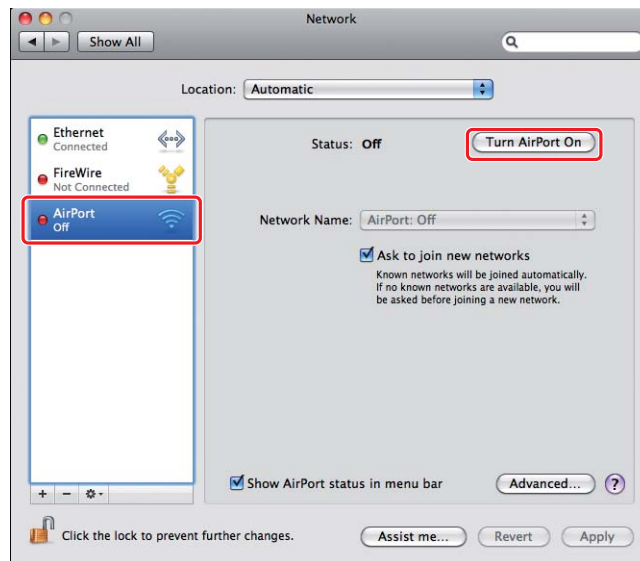 Network
Show All
Location: Automatic
Ethernet
Connected
FireWire
Not Connected
AirPort
Off
Status: Off
Turn AirPort On
Network Name: AirPort: Off
Ask to join new networks
Known networks will be joined automatically.
If no known networks are available, you will
be asked before joining a new network.
Show AirPort status in menu bar
Advanced...
?
Click the lock to prevent further changes.
Assist me...
Revert
Apply